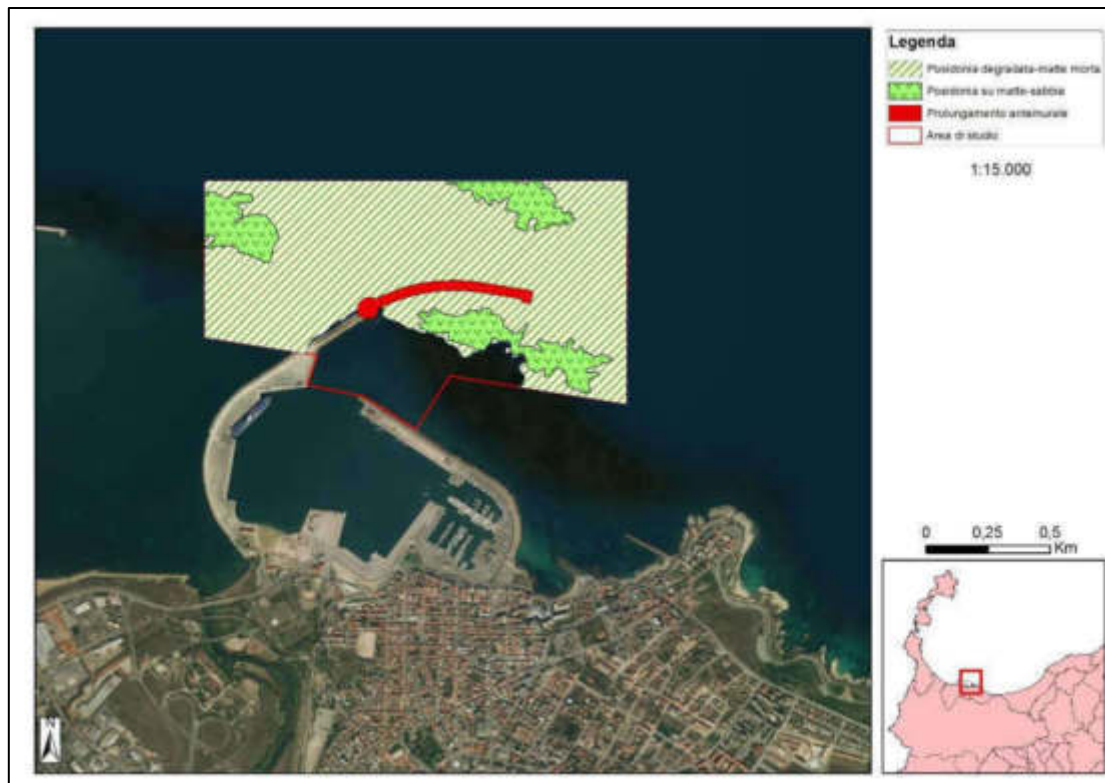 Legenda
Posidonia degradata-matte morta
Posidonia su matte-sabbia
Prolungamento antemurale
Area di studio
1:15.000
0 0,25 0,5
Km